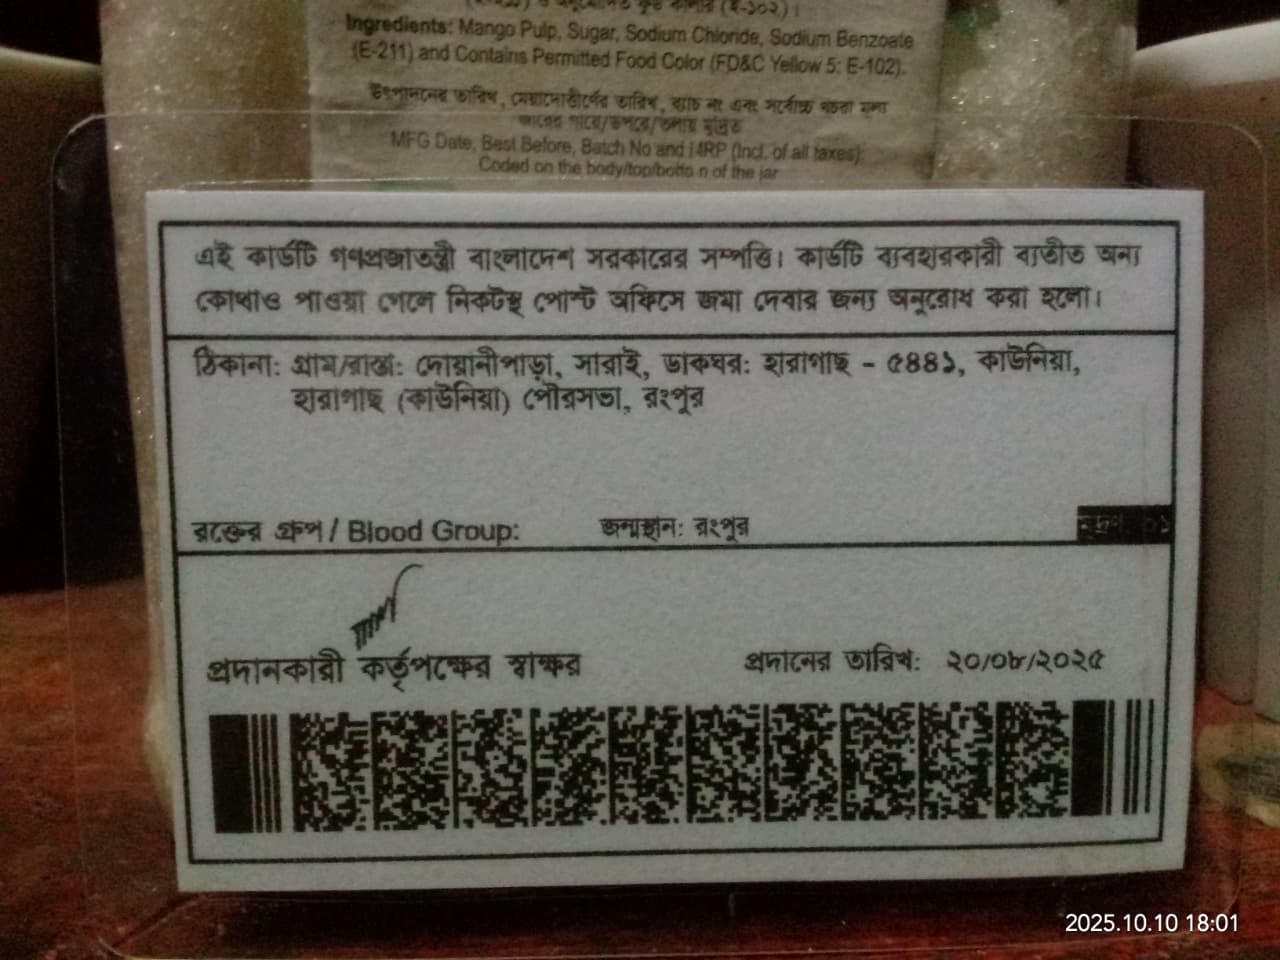 Ingredients: Mango Pulp, Sugar, Sodium Chloride, Sodium Benzoate
(E-211) and Contains Permitted Food Color (FD&C Yellow 5: E-102).
উৎপাদনের তারিখ, মেয়াদোত্তীর্ণের তারিখ, ব্যাচ নং এবং সর্বোচ্চ খুচরা মূল্য
জারের গায়ে/উপরে/তলায় মুদ্রিত
MFG Date, Best Before, Batch No and MRP (Incl. of all taxes):
Coded on the body/top/bottom of the jar
এই কার্ডটি গণপ্রজাতন্ত্রী বাংলাদেশ সরকারের সম্পত্তি। কার্ডটি ব্যবহারকারী ব্যতীত অন্য
কোথাও পাওয়া গেলে নিকটস্থ পোস্ট অফিসে জমা দেবার জন্য অনুরোধ করা হলো।
ঠিকানা: গ্রাম/রাস্তা: দোয়ানীপাড়া, সারাই, ডাকঘর: হারাগাছ - ৫৪৪১, কাউনিয়া,
হারাগাছ (কাউনিয়া) পৌরসভা, রংপুর
রক্তের গ্রুপ / Blood Group: জন্মস্থান: রংপুর
প্রদানকারী কর্তৃপক্ষের স্বাক্ষর প্রদানের তারিখ: ২০/০৮/২০২৫
2025.10.10 18:01